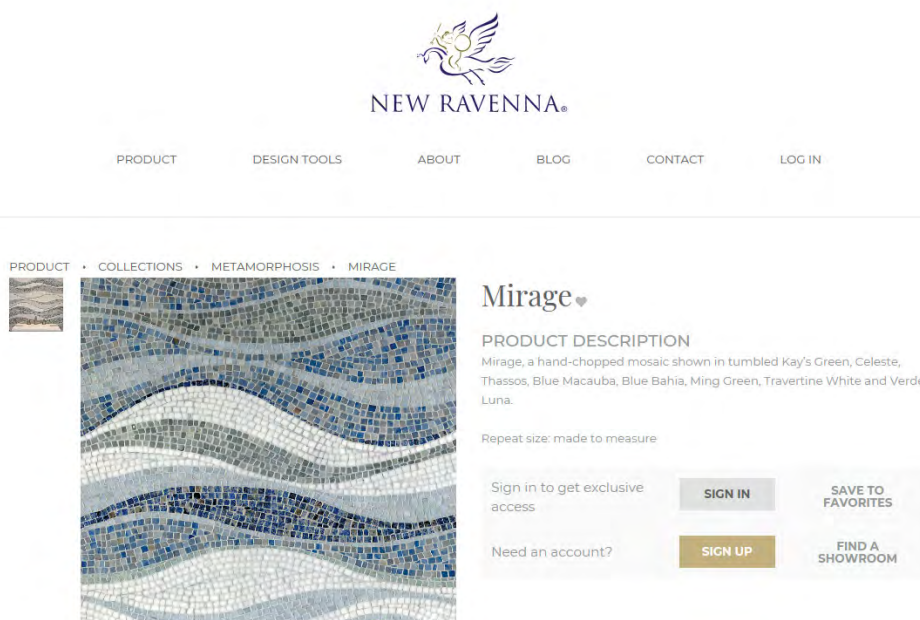 NEW RAVENNA®
PRODUCT DESIGN TOOLS ABOUT BLOG CONTACT LOG IN
PRODUCT • COLLECTIONS • METAMORPHOSIS • MIRAGE
Mirage
PRODUCT DESCRIPTION
Mirage, a hand-chopped mosaic shown in tumbled Kay's Green, Celeste,
Thassos, Blue Macauba, Blue Bahia, Ming Green, Travertine White and Verde
Luna.
Repeat size: made to measure
Sign in to get exclusive
access
SIGN IN
SAVE TO
FAVORITES
Need an account?
SIGN UP
FIND A
SHOWROOM